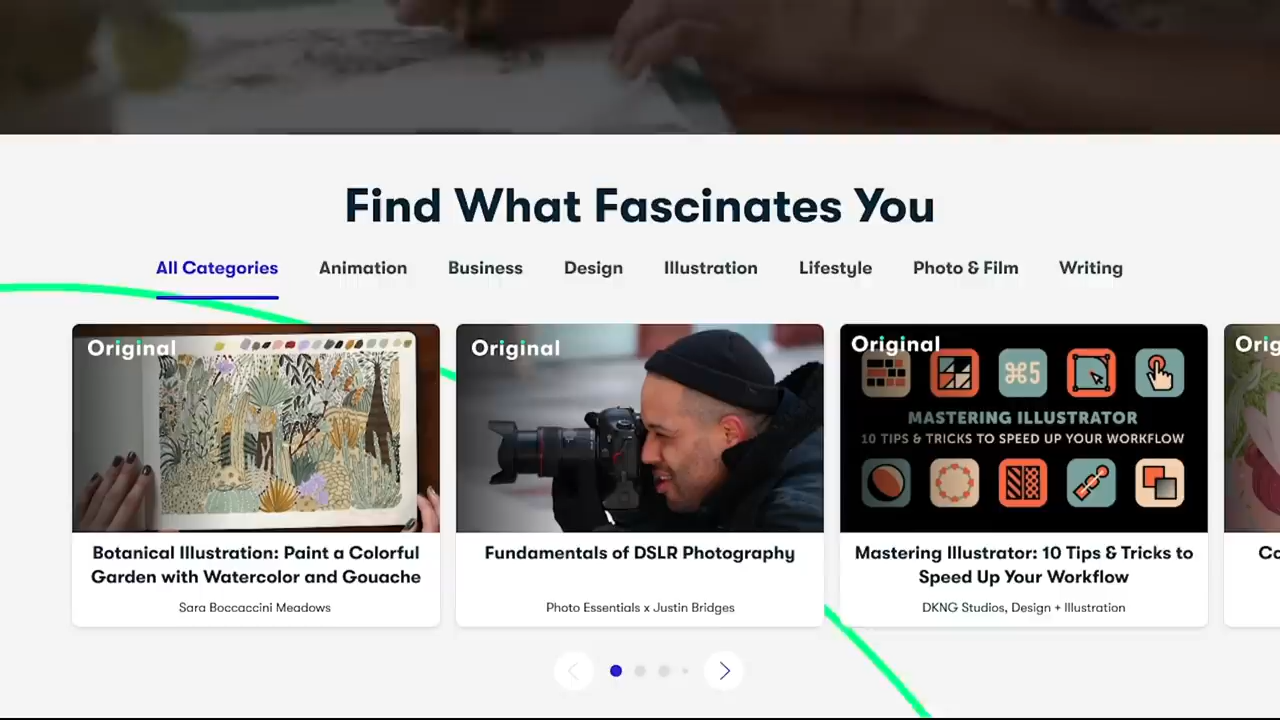 Find What Fascinates You
All Categories Animation Business Design Illustration Lifestyle Photo & Film Writing
Original
Botanical Illustration: Paint a Colorful
Garden with Watercolor and Gouache
Sara Boccaccini Meadows
Original
Fundamentals of DSLR Photography
Photo Essentials x Justin Bridges
Original
⌘5
MASTERING ILLUSTRATOR
10 TIPS & TRICKS TO SPEED UP YOUR WORKFLOW
Mastering Illustrator: 10 Tips & Tricks to
Speed Up Your Workflow
DKNG Studios, Design + Illustration